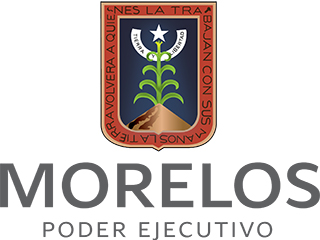 LA TIERRA VOLVERA A QUIENES LA TRABAJAN CON SUS MANOS
TIERRA LIBERTAD
MORELOS
PODER EJECUTIVO